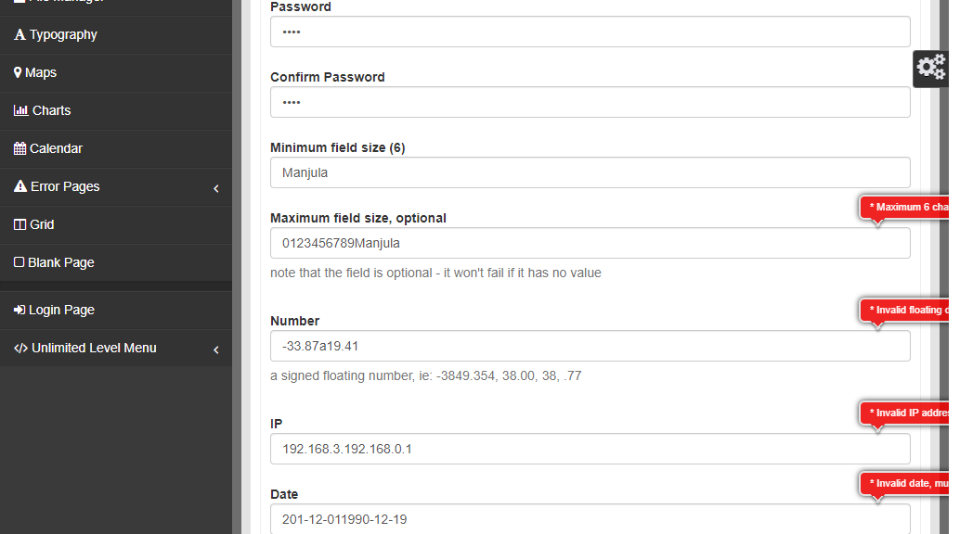 Typography
Maps
Charts
Calendar
Error Pages
Grid
Blank Page
Login Page
Unlimited Level Menu
Password
••••
Confirm Password
••••
Minimum field size (6)
Manjula
* Maximum 6 cha
Maximum field size, optional
0123456789Manjula
note that the field is optional - it won't fail if it has no value
* Invalid floating
Number
-33.87a19.41
a signed floating number, ie: -3849.354, 38.00, 38, .77
* Invalid IP addre
IP
192.168.3.192.168.0.1
* Invalid date, mu
Date
201-12-011990-12-19